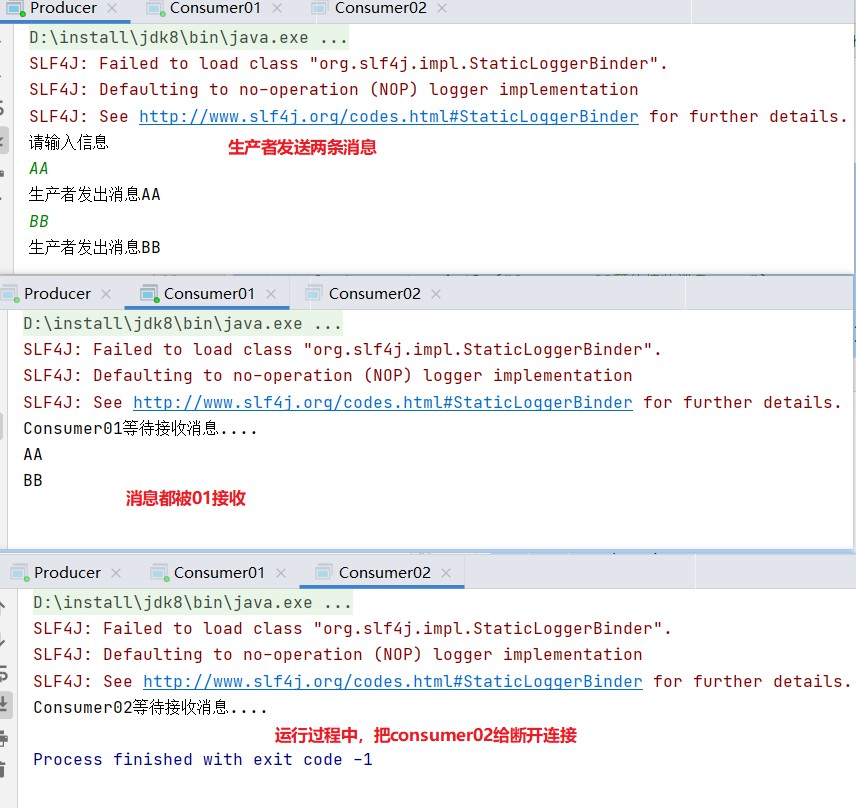 Producer × Consumer01 × Consumer02 ×
D:\install\jdk8\bin\java.exe ...
SLF4J: Failed to load class "org.slf4j.impl.StaticLoggerBinder".
SLF4J: Defaulting to no-operation (NOP) logger implementation
SLF4J: See http://www.slf4j.org/codes.html#StaticLoggerBinder for further details.
请输入信息
生产者发送两条消息
AA
生产者发出消息AA
BB
生产者发出消息BB
Producer × Consumer01 × Consumer02 ×
D:\install\jdk8\bin\java.exe ...
SLF4J: Failed to load class "org.slf4j.impl.StaticLoggerBinder".
SLF4J: Defaulting to no-operation (NOP) logger implementation
SLF4J: See http://www.slf4j.org/codes.html#StaticLoggerBinder for further details.
Consumer01等待接收消息....
AA
BB
消息都被01接收
Producer × Consumer01 × Consumer02 ×
D:\install\jdk8\bin\java.exe ...
SLF4J: Failed to load class "org.slf4j.impl.StaticLoggerBinder".
SLF4J: Defaulting to no-operation (NOP) logger implementation
SLF4J: See http://www.slf4j.org/codes.html#StaticLoggerBinder for further details.
Consumer02等待接收消息....
运行过程中，把consumer02给断开连接
Process finished with exit code -1